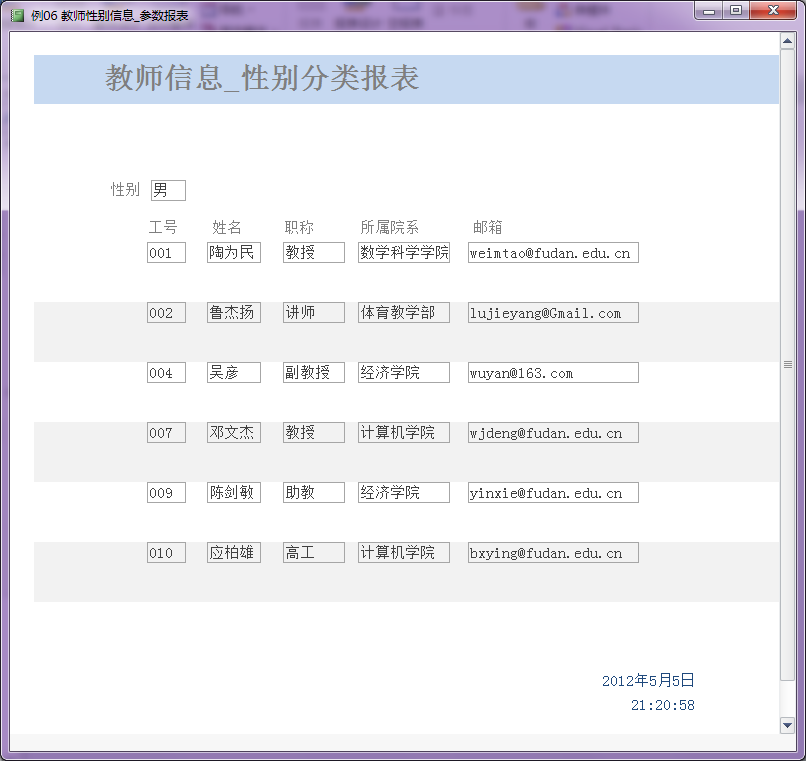 例06 教师性别信息_参数报表
教师信息_性别分类报表
性别 男
工号 姓名 职称 所属院系 邮箱
001 陶为民 教授 数学科学学院 weimtao@fudan.edu.cn
002 鲁杰扬 讲师 体育教学部 lujieyang@Gmail.com
004 吴彦 副教授 经济学院 wuyan@163.com
007 邓文杰 教授 计算机学院 wjdeng@fudan.edu.cn
009 陈剑敏 助教 经济学院 yinxie@fudan.edu.cn
010 应柏雄 高工 计算机学院 bxying@fudan.edu.cn
2012年5月5日
21:20:58